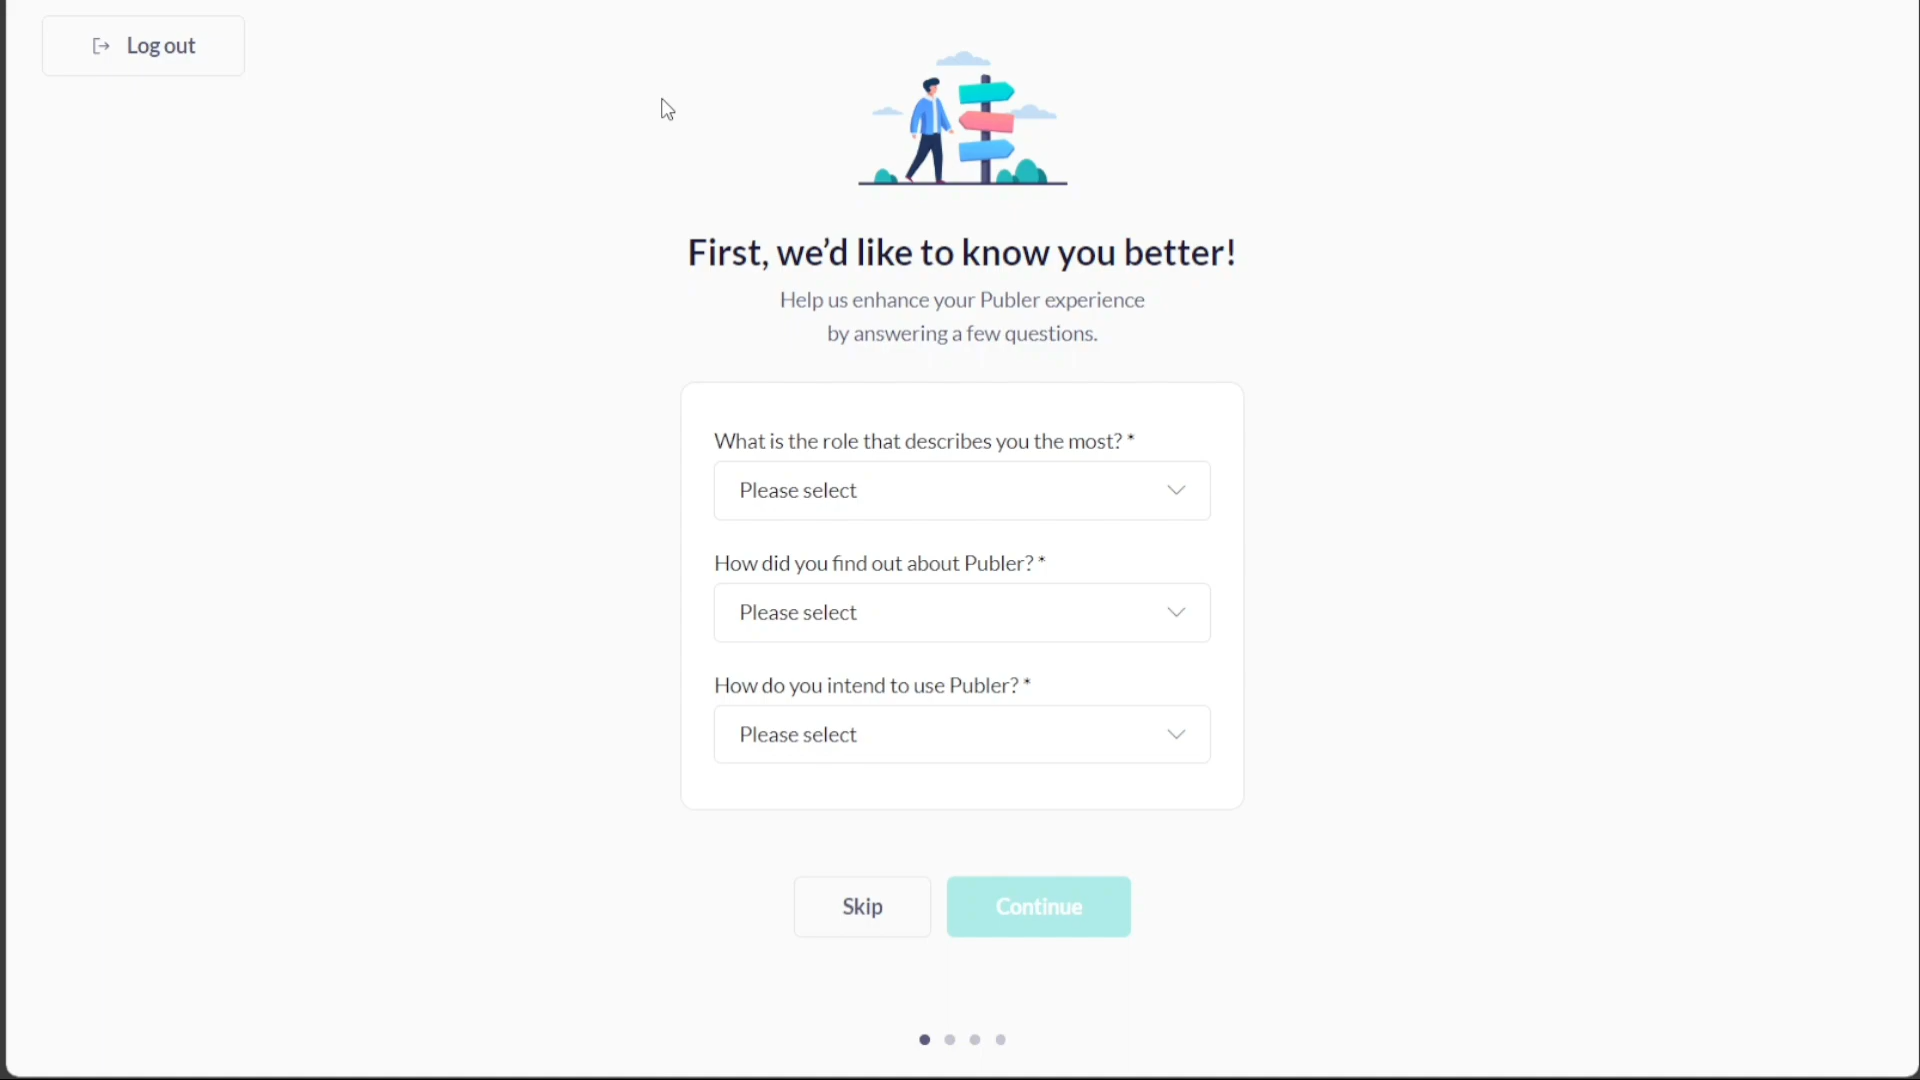 Log out
First, we’d like to know you better!
Help us enhance your Publer experience
by answering a few questions.
What is the role that describes you the most? *
Please select
How did you find out about Publer? *
Please select
How do you intend to use Publer? *
Please select
Skip
Continue